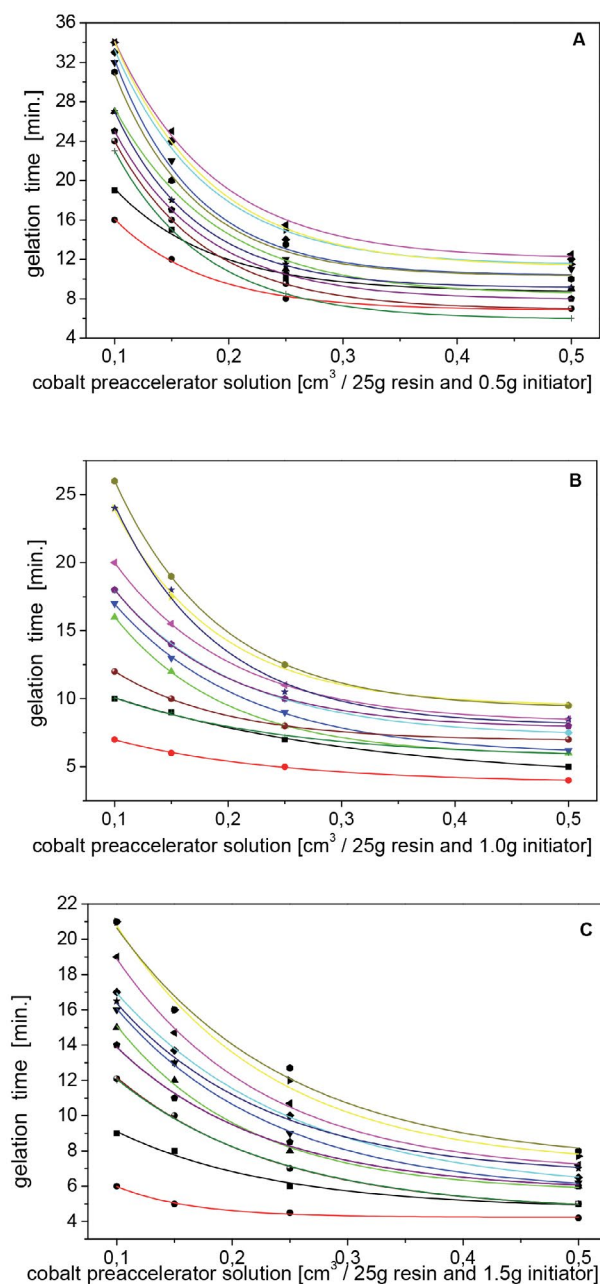 A
36
32
28
24
20
16
12
8
4
gelation time [min.]
0,1 0,2 0,3 0,4 0,5
cobalt preaccelerator solution [cm³ / 25g resin and 0.5g initiator]
B
25
20
15
10
5
gelation time [min.]
0,1 0,2 0,3 0,4 0,5
cobalt preaccelerator solution [cm³ / 25g resin and 1.0g initiator]
C
22
20
18
16
14
12
10
8
6
4
gelation time [min.]
0,1 0,2 0,3 0,4 0,5
cobalt preaccelerator solution [cm³ / 25g resin and 1.5g initiator]